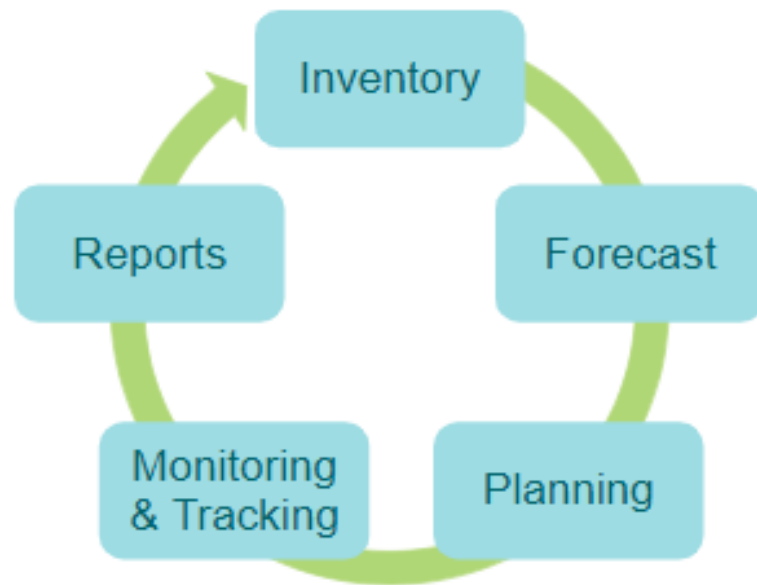 Inventory
Forecast
Planning
Monitoring
& Tracking
Reports